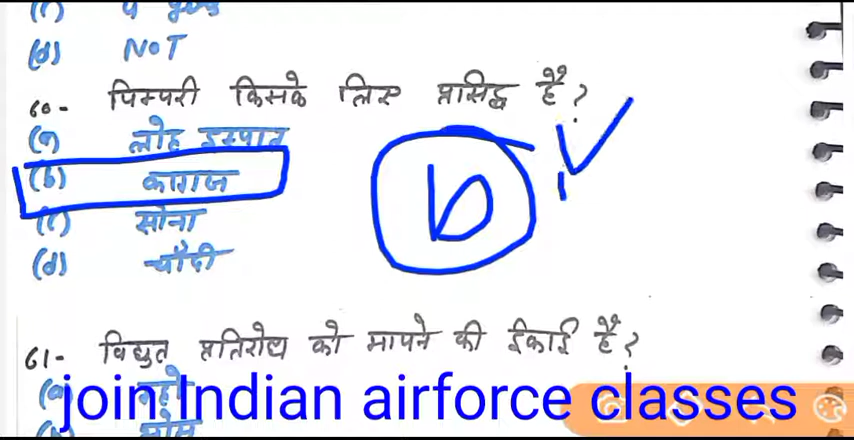 (d) NOT
60- पिम्परी किसके लिए प्रसिद्ध है?
(a) लोह इस्पात
(b) कागज
b
(c) सोना
(d) चाँदी
61- विद्युत प्रतिरोध को मापने की ईकाई है?
(a)
join Indian airforce classes